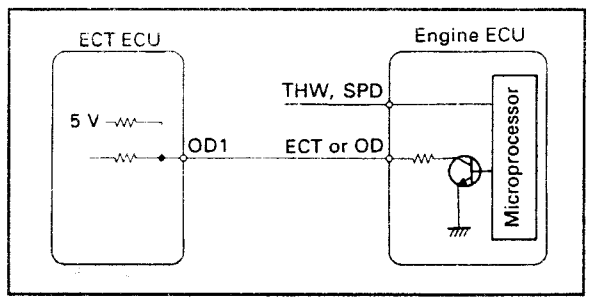 ECT ECU
Engine ECU
THW, SPD
5 V
OD1
ECT or OD
Microprocessor